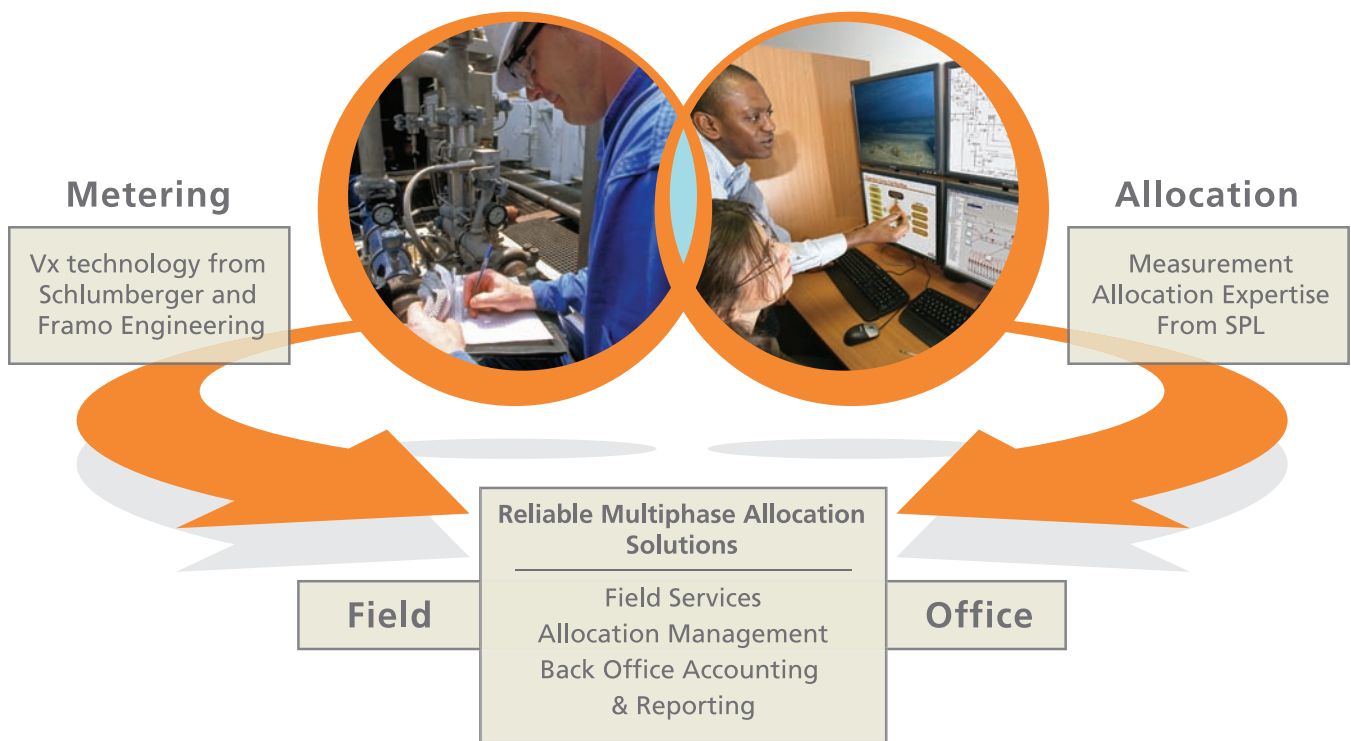 Metering
Vx technology from
Schlumberger and
Framo Engineering
Allocation
Measurement
Allocation Expertise
From SPL
Reliable Multiphase Allocation
Solutions
Field Services
Allocation Management
Back Office Accounting
& Reporting
Field
Office